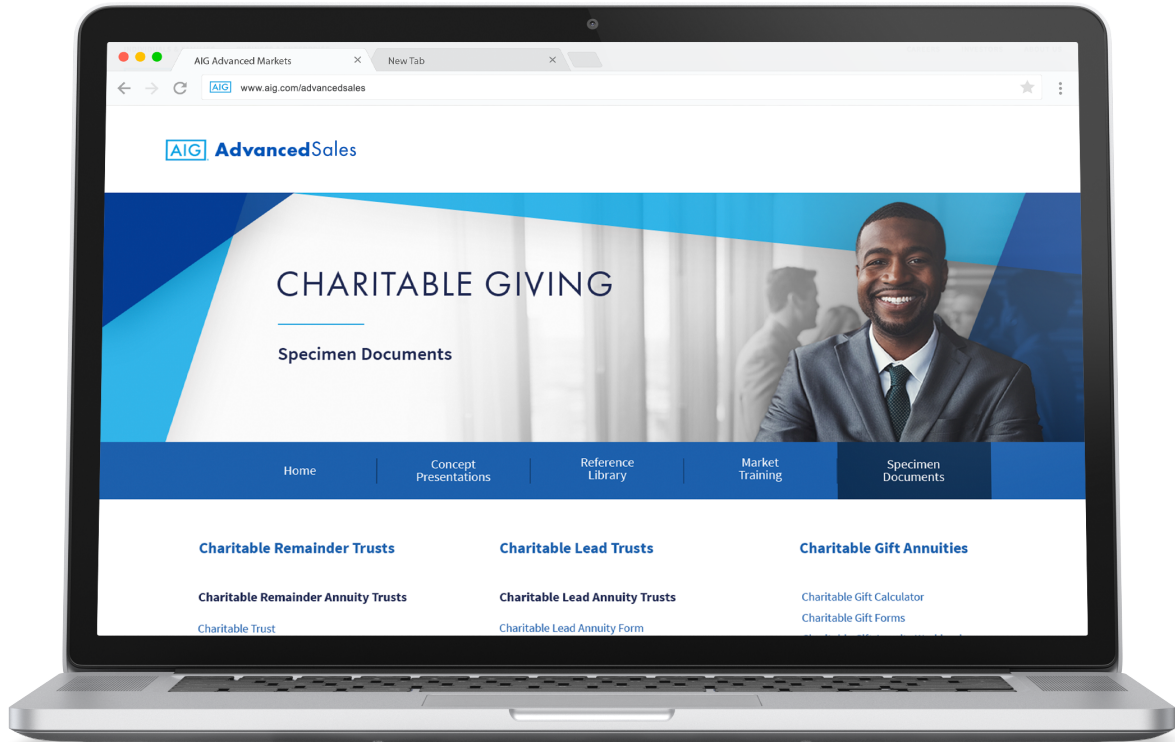 AIG Advanced Markets
New Tab
AIG www.aig.com/advancedsales
AIG AdvancedSales
CHARITABLE GIVING
Specimen Documents
Home
Concept
Presentations
Reference
Library
Market
Training
Specimen
Documents
Charitable Remainder Trusts
Charitable Remainder Annuity Trusts
Charitable Trust
Charitable Lead Trusts
Charitable Lead Annuity Trusts
Charitable Lead Annuity Form
Charitable Gift Annuities
Charitable Gift Calculator
Charitable Gift Forms